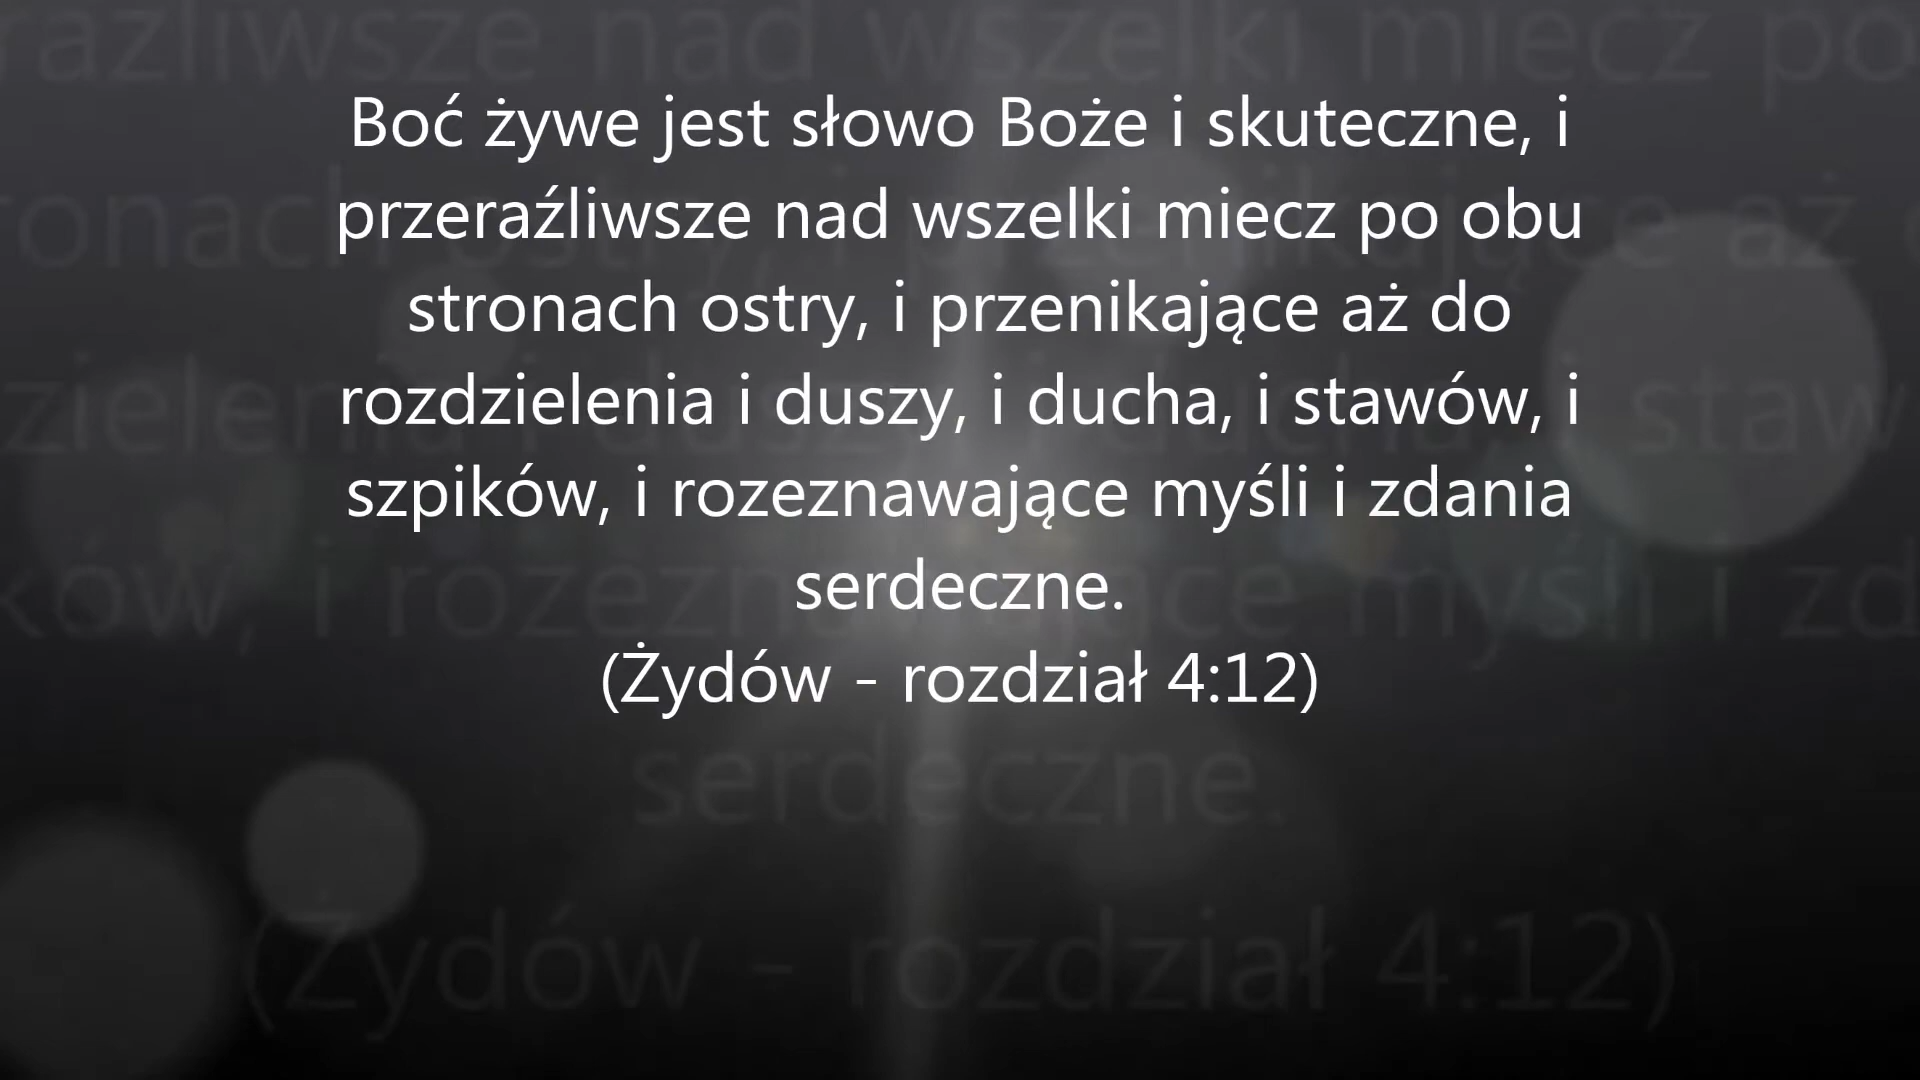 Boć żywe jest słowo Boże i skuteczne, i
przeraźliwsze nad wszelki miecz po obu
stronach ostry, i przenikające aż do
rozdzielenia i duszy, i ducha, i stawów, i
szpików, i rozeznawające myśli i zdania
serdeczne.
(Żydów - rozdział 4:12)